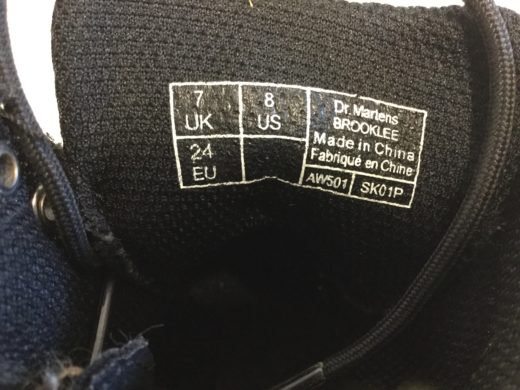 7
UK
8
US
24
EU
Dr. Martens
BROOKLEE
Made in China
Fabriqué en Chine
AW501
SK01P